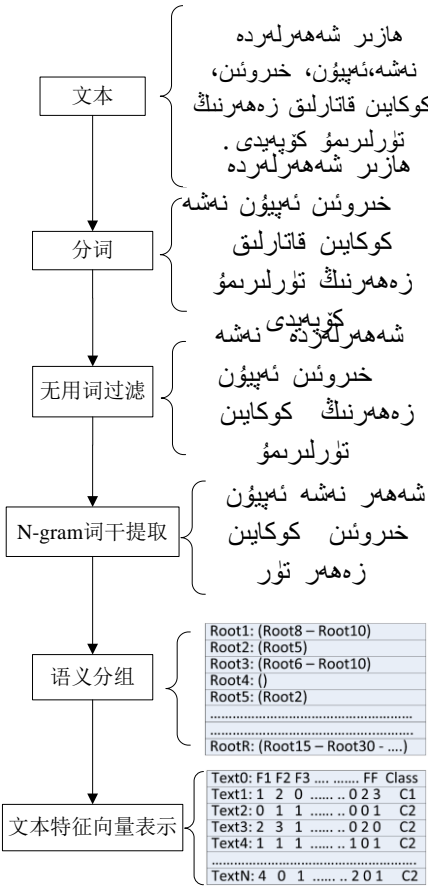 文本
هازىر شەھەرلەردە
نەشە،ئەپيۇن، خىروئىن،
كوكايىن قاتارلىق زەھەرنىڭ
تۈرلىرىمۇ كۆپەيدى.
هازىر شەھەرلەردە
分词
خىروئىن ئەپيۇن نەشە
كوكايىن قاتارلىق
زەھەرنىڭ تۈرلىرىمۇ
كۆپەيدى
无用词过滤
شەھەرلەردە نەشە
خىروئىن ئەپيۇن
زەھەرنىڭ كوكايىن
تۈرلىرىمۇ
N-gram词干提取
شەھەر نەشە ئەپيۇن
خىروئىن كوكايىن
زەھەر تۈر
语义分组
Root1: (Root8 – Root10)
Root2: (Root5)
Root3: (Root6 – Root10)
Root4: ()
Root5: (Root2)
......................................................
......................................................
RootR: (Root15 – Root30 - ....)
文本特征向量表示
Text0: F1 F2 F3 .... ....... FF Class
Text1: 1 2 0 ...... .. 0 2 3 C1
Text2: 0 1 1 ...... .. 0 0 1 C2
Text3: 2 3 1 ...... .. 0 2 0 C2
Text4: 1 1 1 ...... .. 1 0 1 C2
......................................................
TextN: 4 0 1 ...... .. 2 0 1 C2